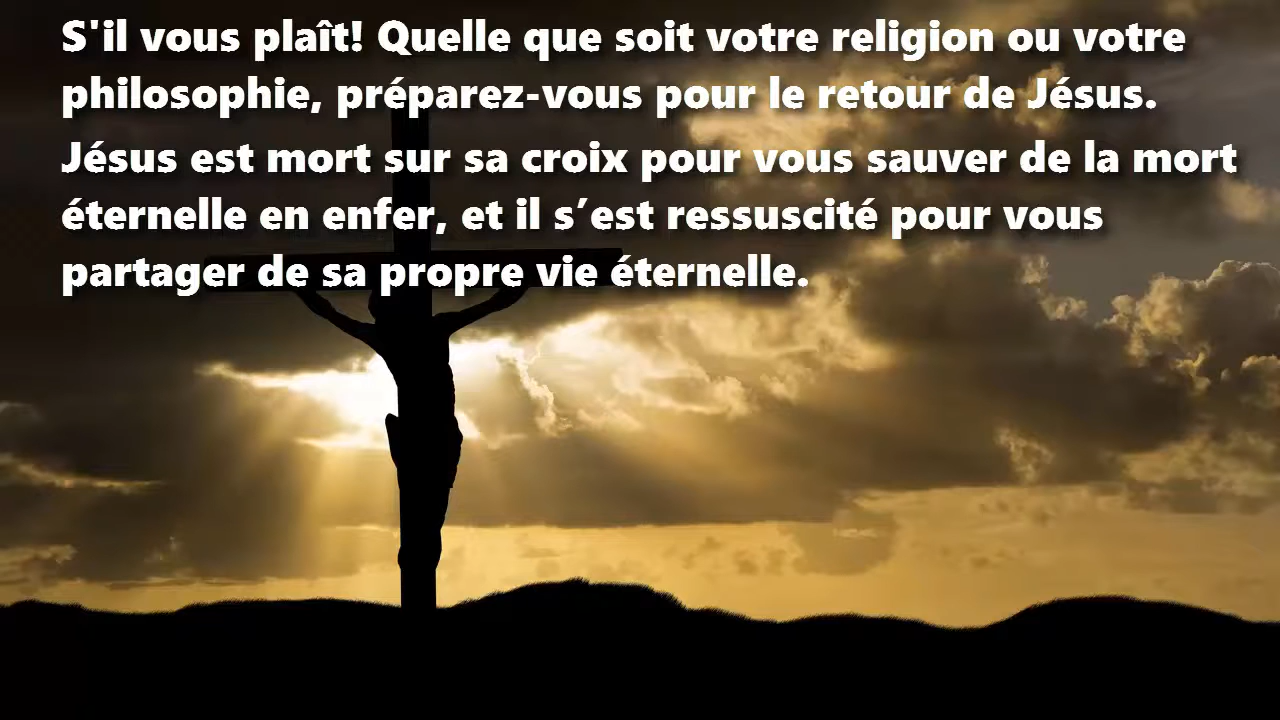 S'il vous plaît! Quelle que soit votre religion ou votre
philosophie, préparez-vous pour le retour de Jésus.
Jésus est mort sur sa croix pour vous sauver de la mort
éternelle en enfer, et il s’est ressuscité pour vous
partager de sa propre vie éternelle.